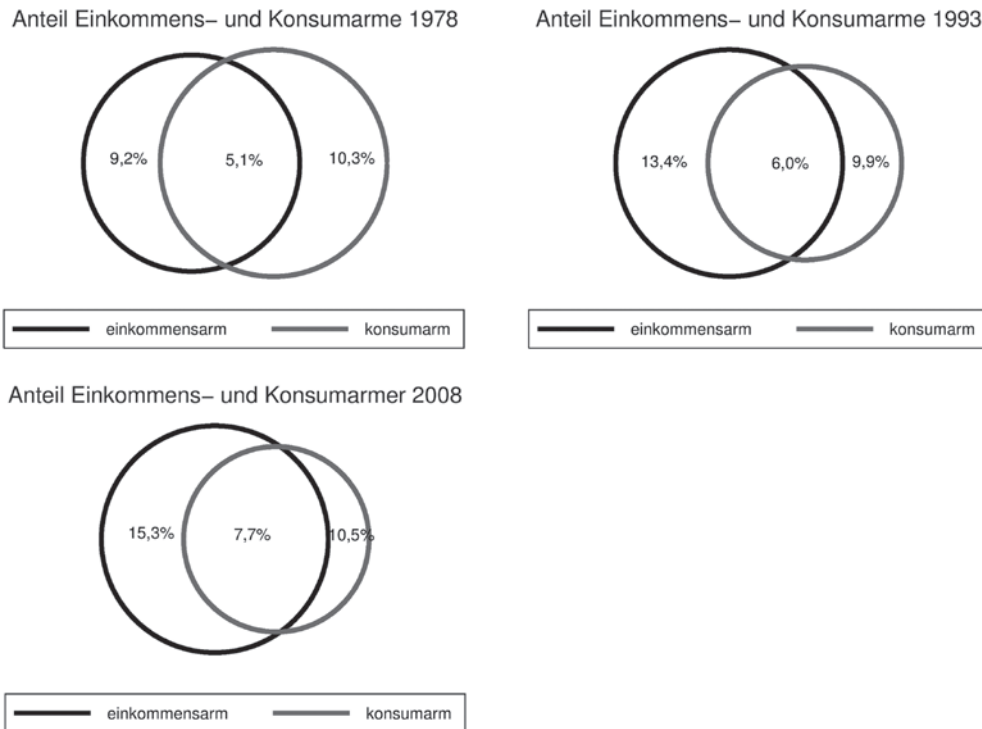 Anteil Einkommens− und Konsumarme 1978
9,2%
5,1%
10,3%
einkommensarm
konsumarm
Anteil Einkommens− und Konsumarme 1993
13,4%
6,0%
9,9%
einkommensarm
konsumarm
Anteil Einkommens− und Konsumarmer 2008
15,3%
7,7%
10,5%
einkommensarm
konsumarm